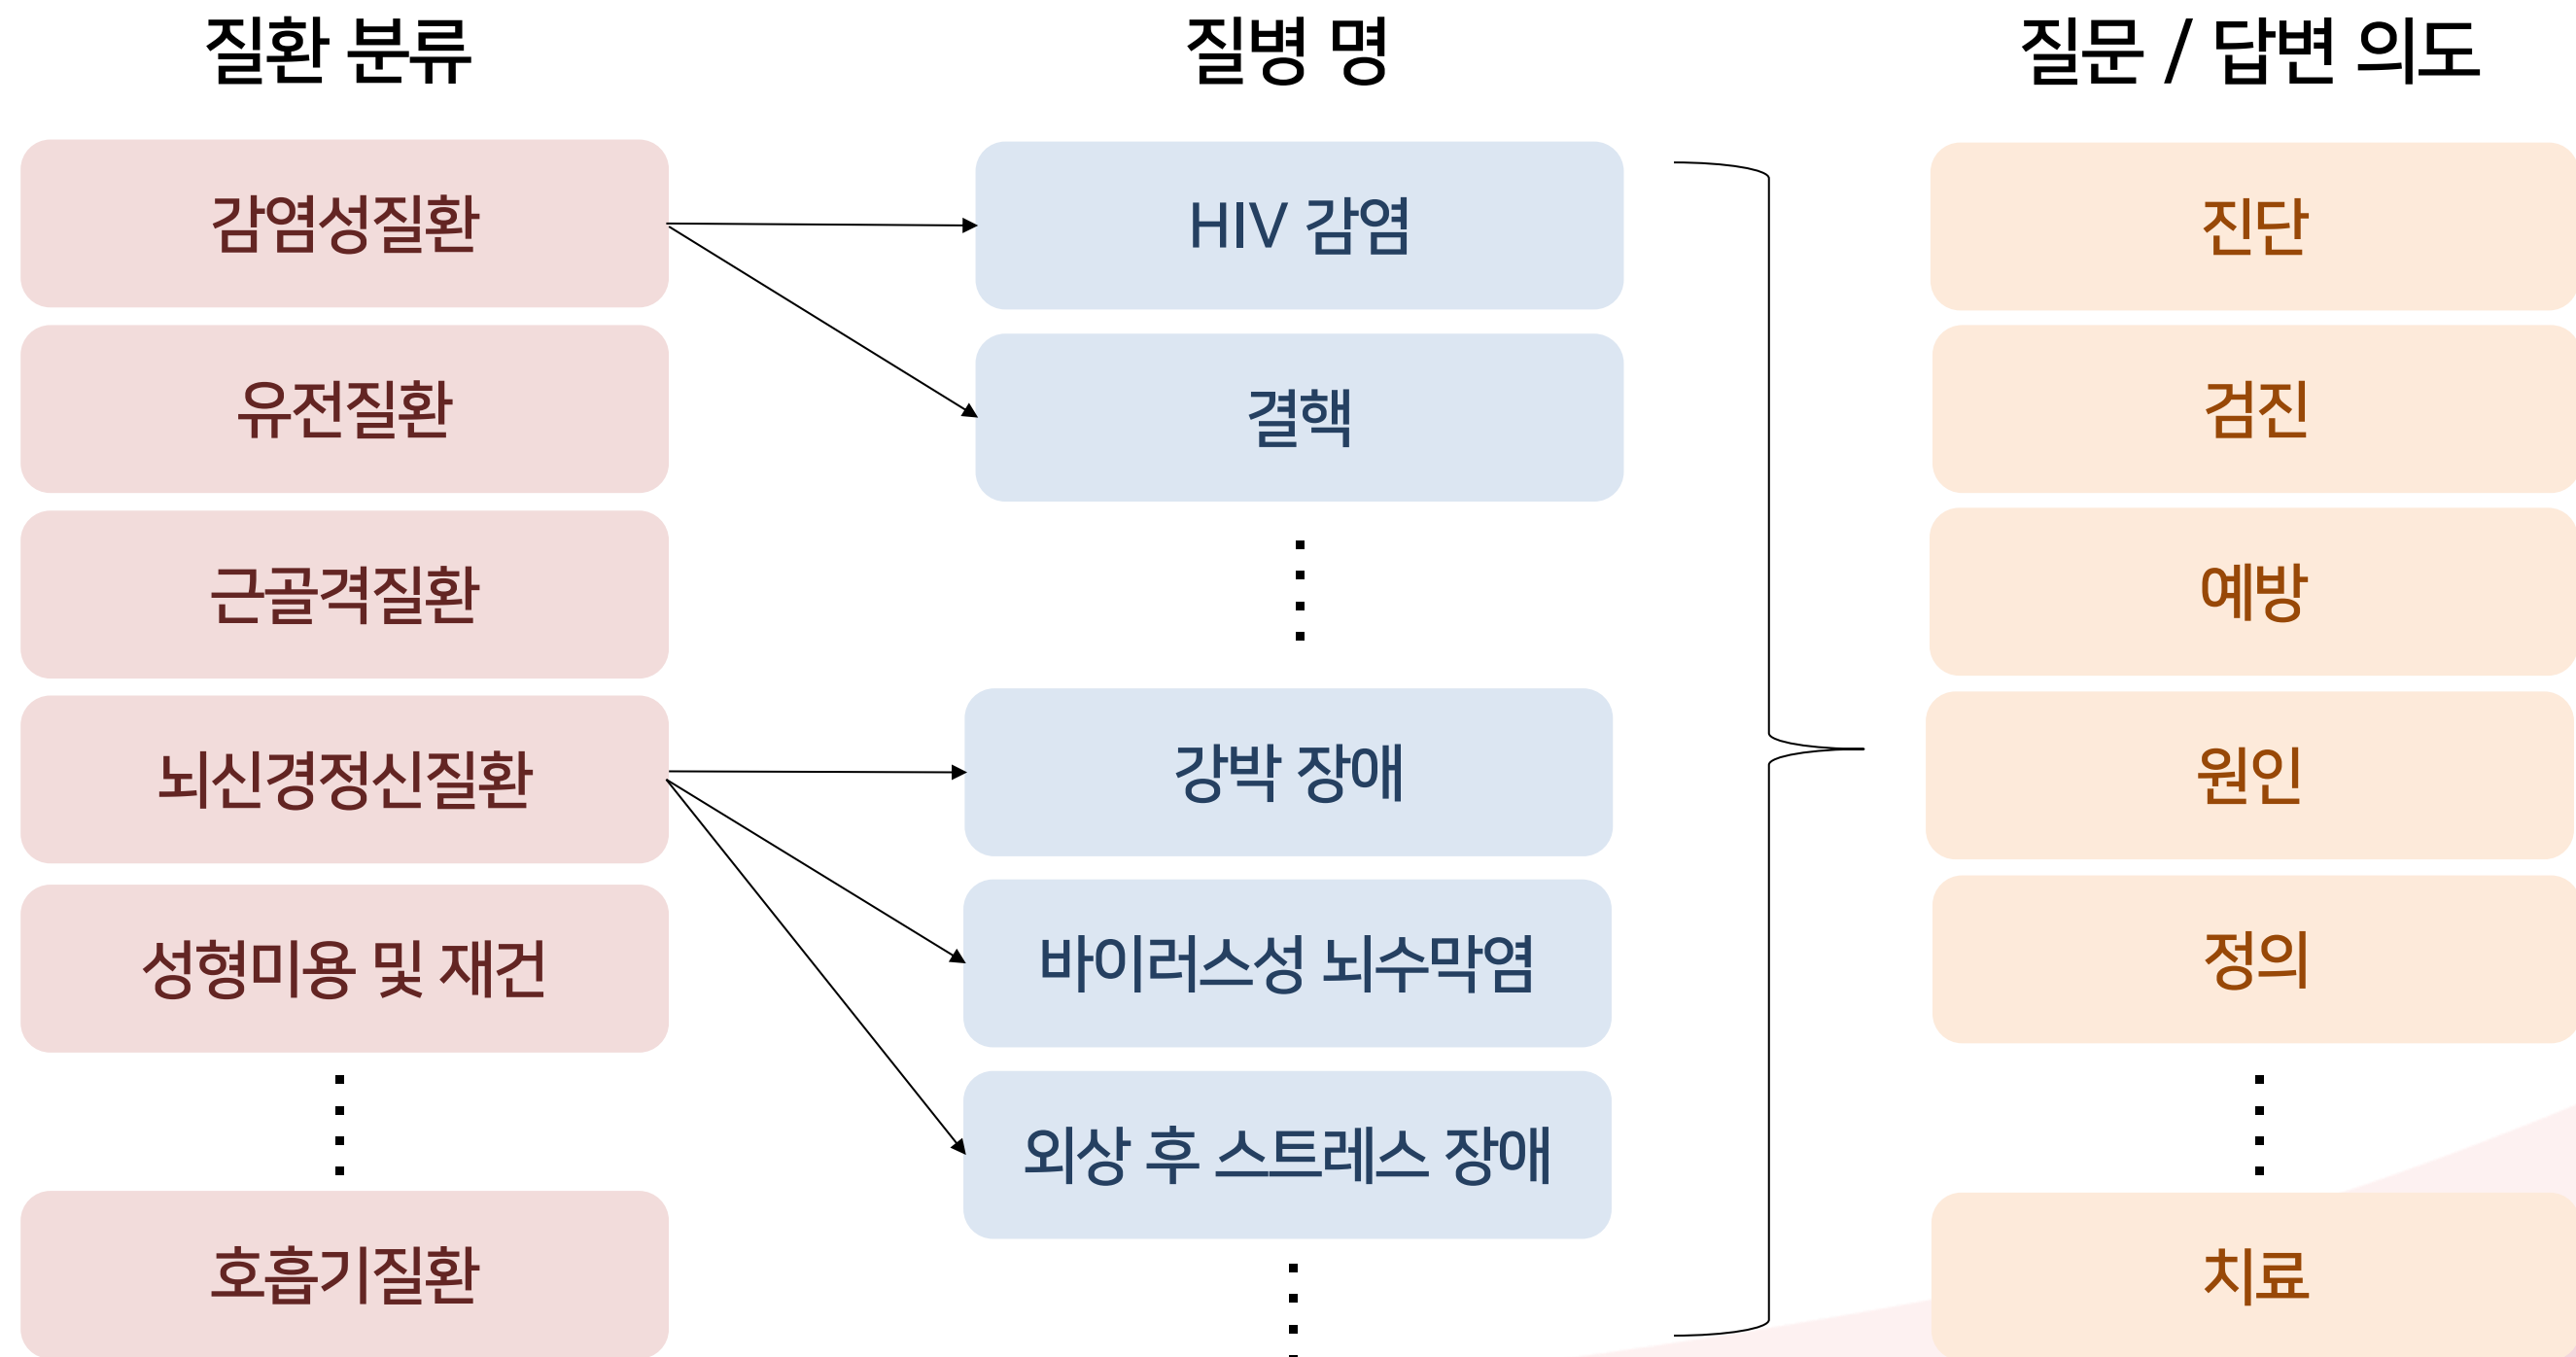 질환 분류
감염성질환
유전질환
근골격질환
뇌신경정신질환
성형미용 및 재건
호흡기질환
질병 명
HIV 감염
결핵
강박 장애
바이러스성 뇌수막염
외상 후 스트레스 장애
질문 / 답변 의도
진단
검진
예방
원인
정의
치료